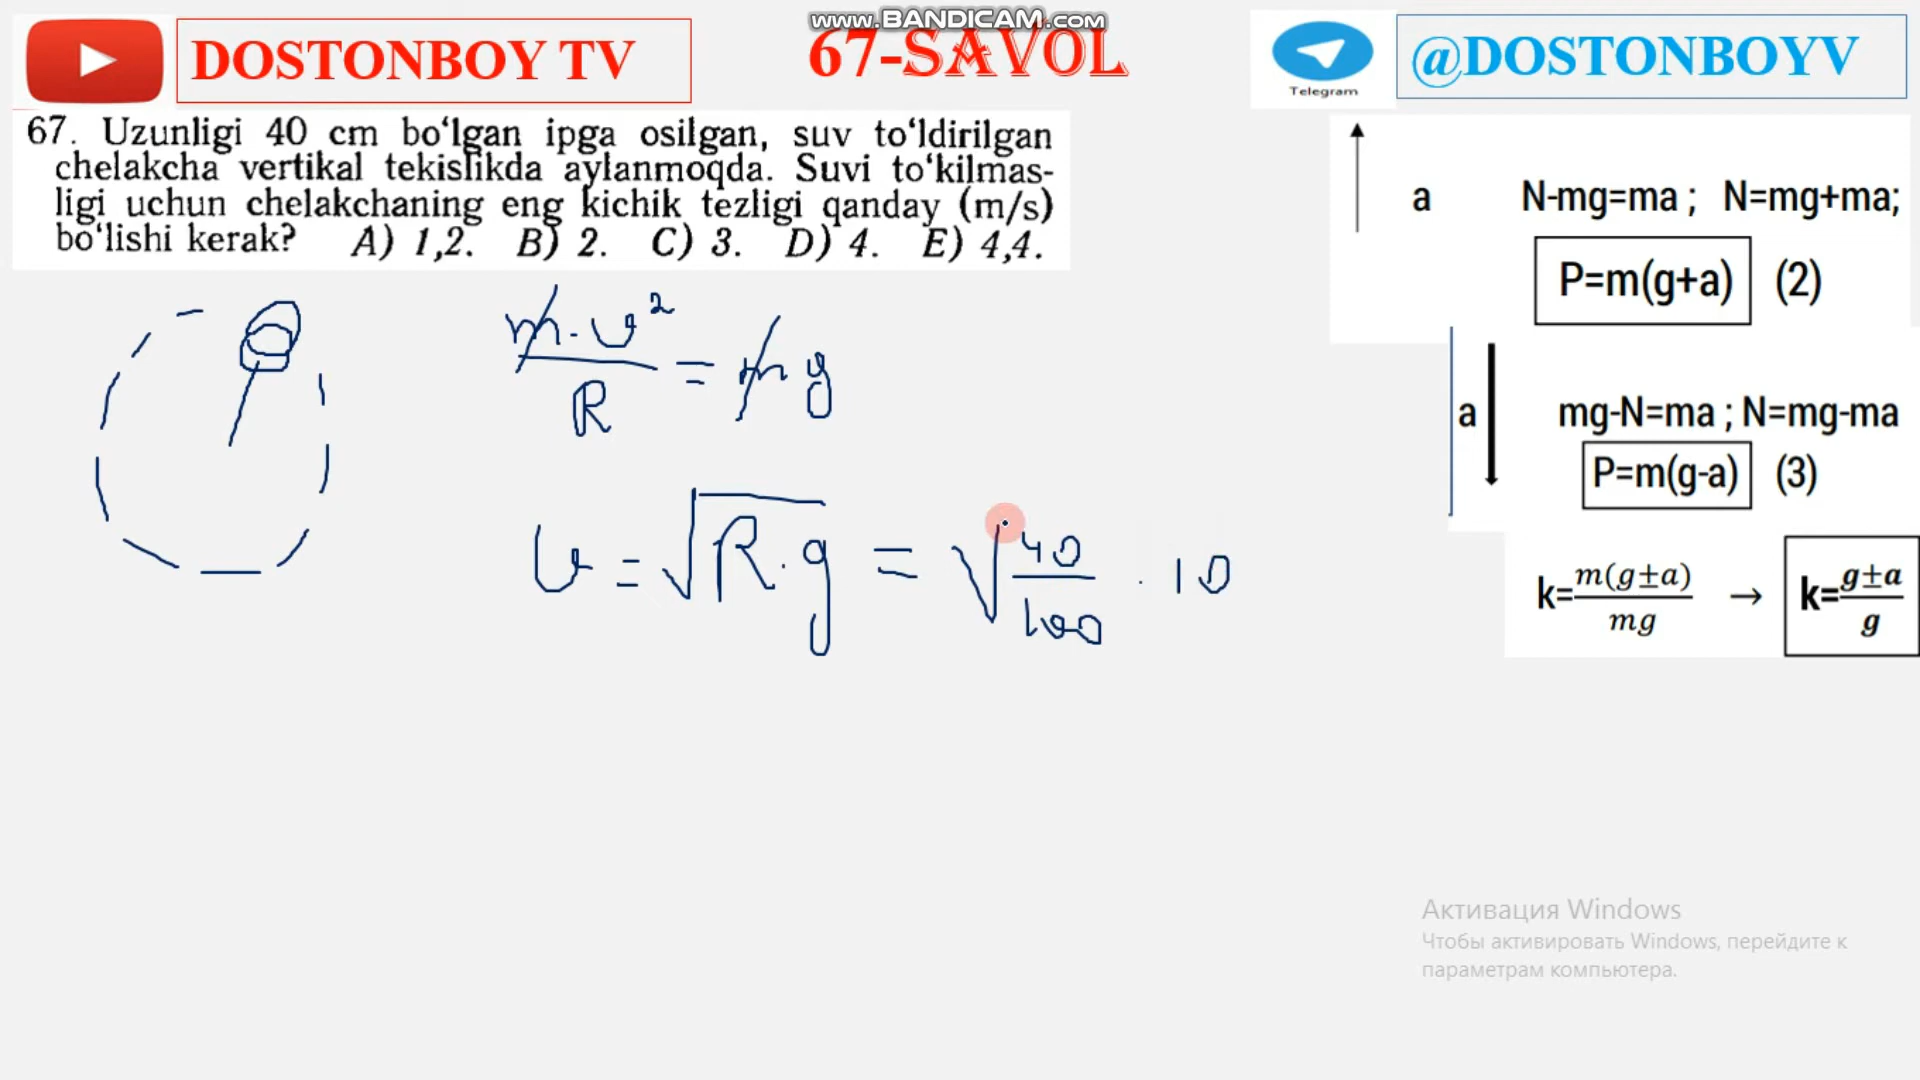 www.BANDICAM.com
DOSTONBOY TV
67-SAVOL
Telegram
@DOSTONBOYV
67. Uzunligi 40 cm bo‘lgan ipga osilgan, suv to‘ldirilgan
chelakcha vertikal tekislikda aylanmoqda. Suvi to‘kilmas-
ligi uchun chelakchaning eng kichik tezligi qanday (m/s)
bo‘lishi kerak? A) 1,2. B) 2. C) 3. D) 4. E) 4,4.
a N-mg=ma ; N=mg+ma;
P=m(g+a) (2)
a mg-N=ma ; N=mg-ma
P=m(g-a) (3)
k=m(g±a)/mg → k=g±a/g
m·υ²/R = mg
υ = √R·g = √40/100 · 10
Активация Windows
Чтобы активировать Windows, перейдите к
параметрам компьютера.